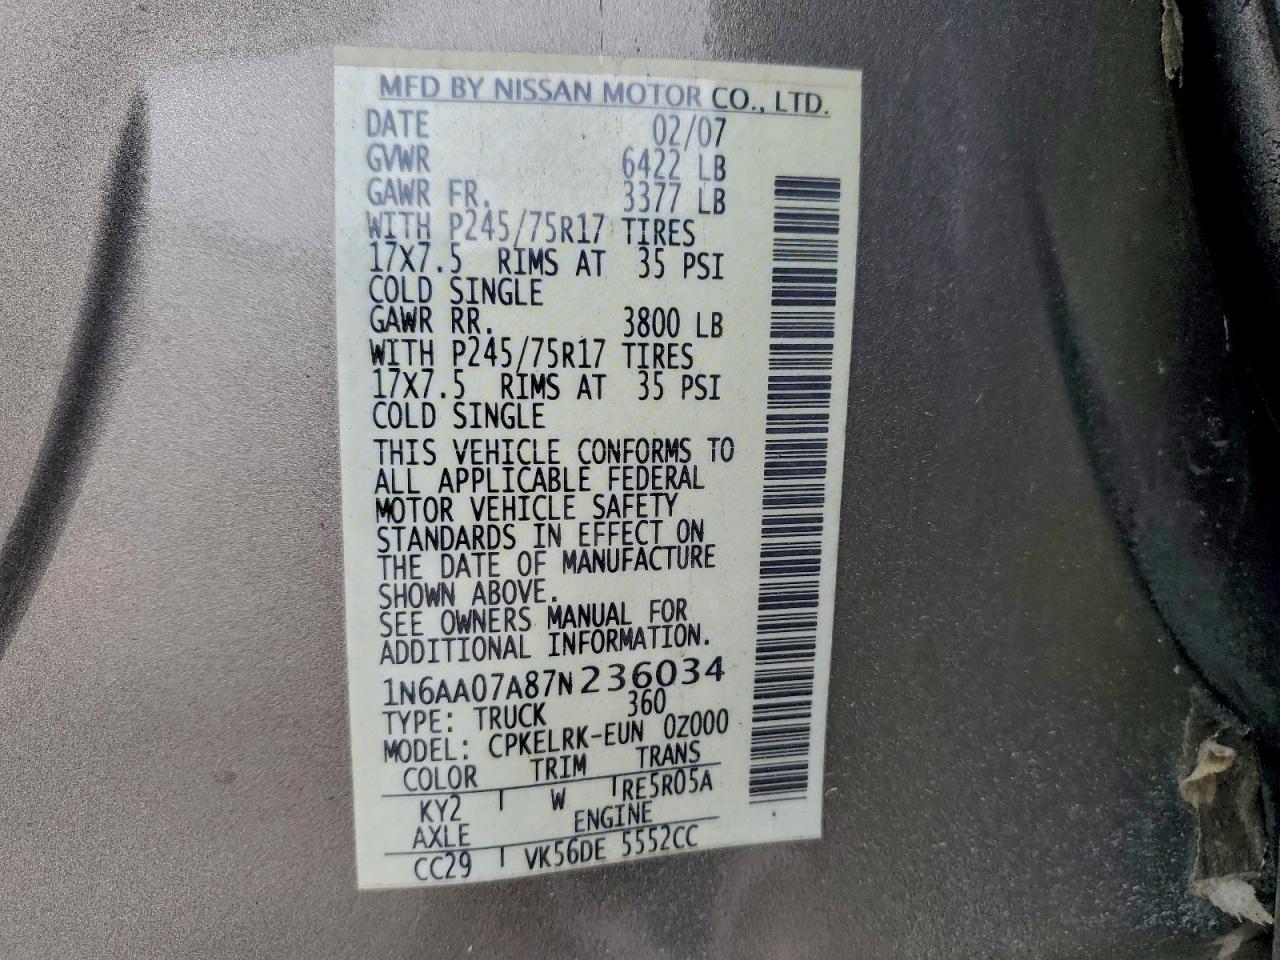 MFD BY NISSAN MOTOR CO., LTD.
DATE 02/07
GVWR 6422 LB
GAWR FR. 3377 LB
WITH P245/75R17 TIRES
17X7.5 RIMS AT 35 PSI
COLD SINGLE
GAWR RR. 3800 LB
WITH P245/75R17 TIRES
17X7.5 RIMS AT 35 PSI
COLD SINGLE
THIS VEHICLE CONFORMS TO
ALL APPLICABLE FEDERAL
MOTOR VEHICLE SAFETY
STANDARDS IN EFFECT ON
THE DATE OF MANUFACTURE
SHOWN ABOVE.
SEE OWNERS MANUAL FOR
ADDITIONAL INFORMATION.
1N6AA07A87N236034
TYPE: TRUCK 360
MODEL: CPKELRK-EUN 0Z000
COLOR TRIM TRANS
KY2 W RE5R05A
AXLE ENGINE
CC29 VK56DE 5552CC